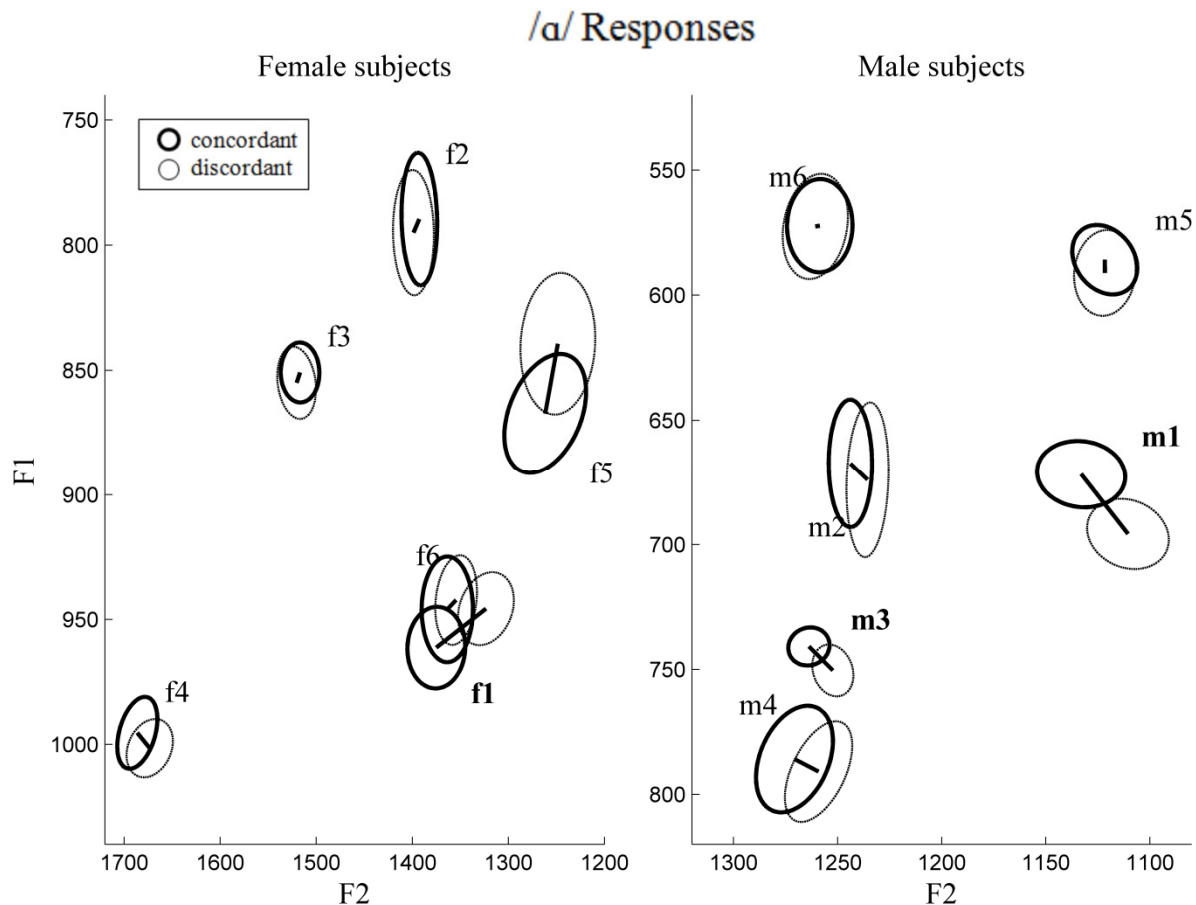 /ɑ/ Responses
Female subjects
Male subjects
concordant
discordant
F1
750
800
850
900
950
1000
f2
f3
f5
f6
f1
f4
1700 1600 1500 1400 1300 1200
F2
550
600
650
700
750
800
m6
m5
m1
m2
m3
m4
1300 1250 1200 1150 1100
F2